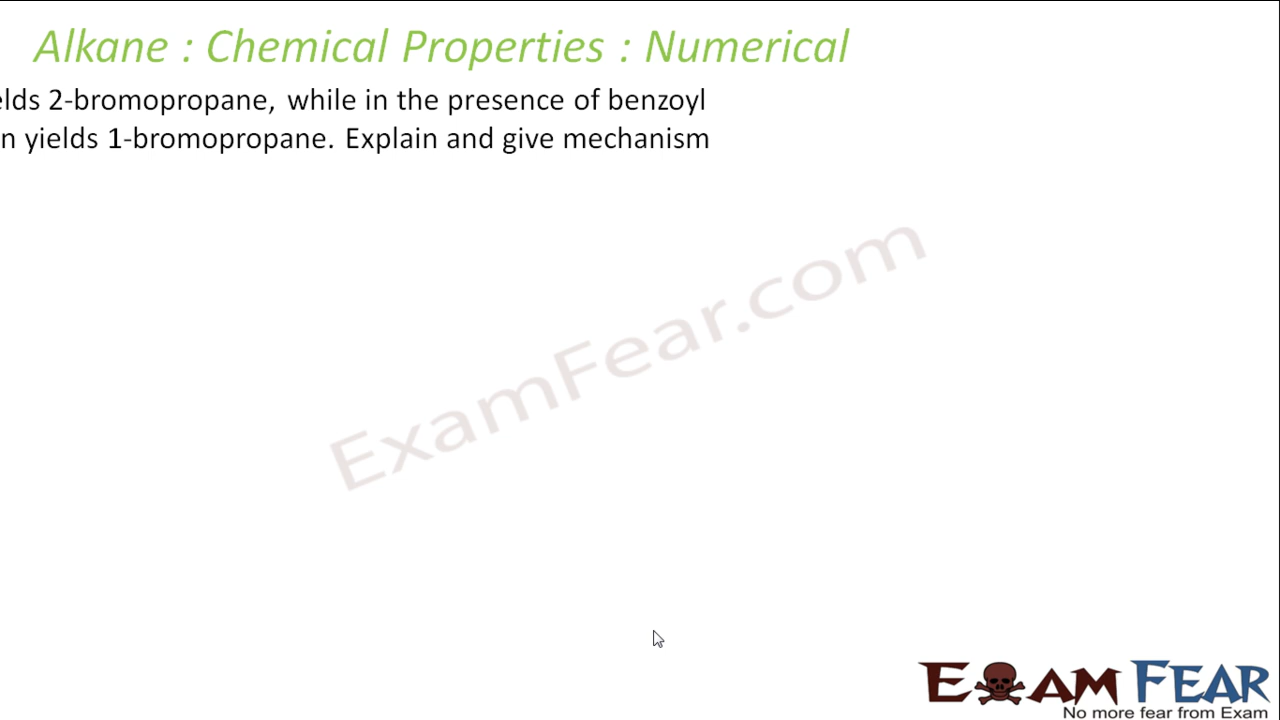 Alkane : Chemical Properties : Numerical
elds 2-bromopropane, while in the presence of benzoyl
n yields 1-bromopropane. Explain and give mechanism
ExamFear.com
EXAM FEAR
No more fear from Exam